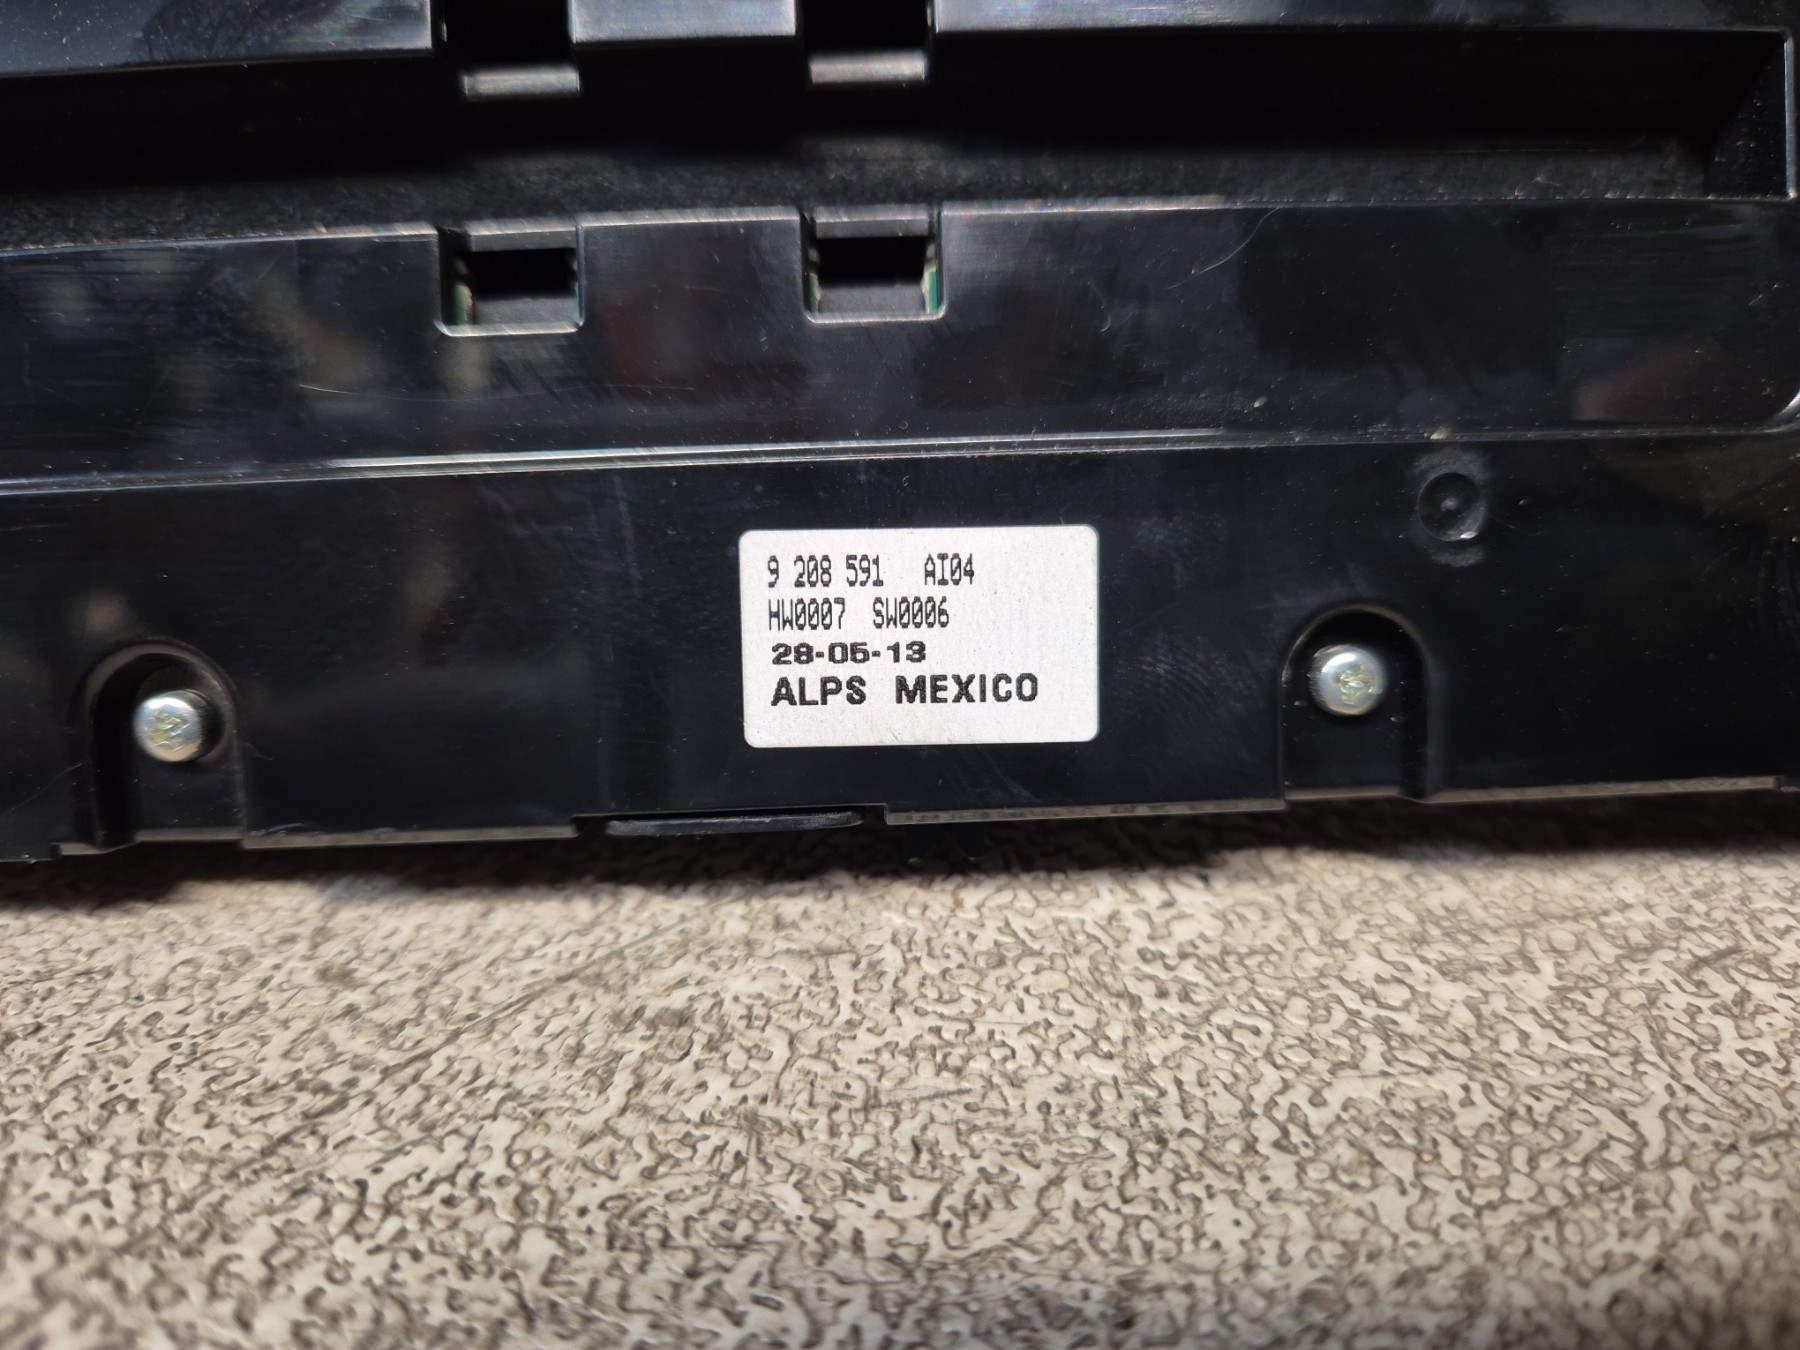 9 208 591 AI04
HW0007 SW0006
28-05-13
ALPS MEXICO